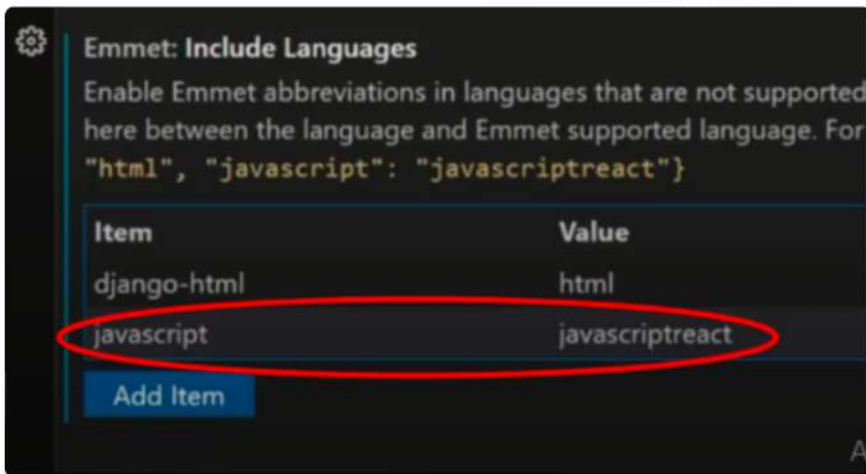 Emmet: Include Languages
Enable Emmet abbreviations in languages that are not supported
here between the language and Emmet supported language. For
"html", "javascript": "javascriptreact"}
Item Value
django-html html
javascript javascriptreact
Add Item
A